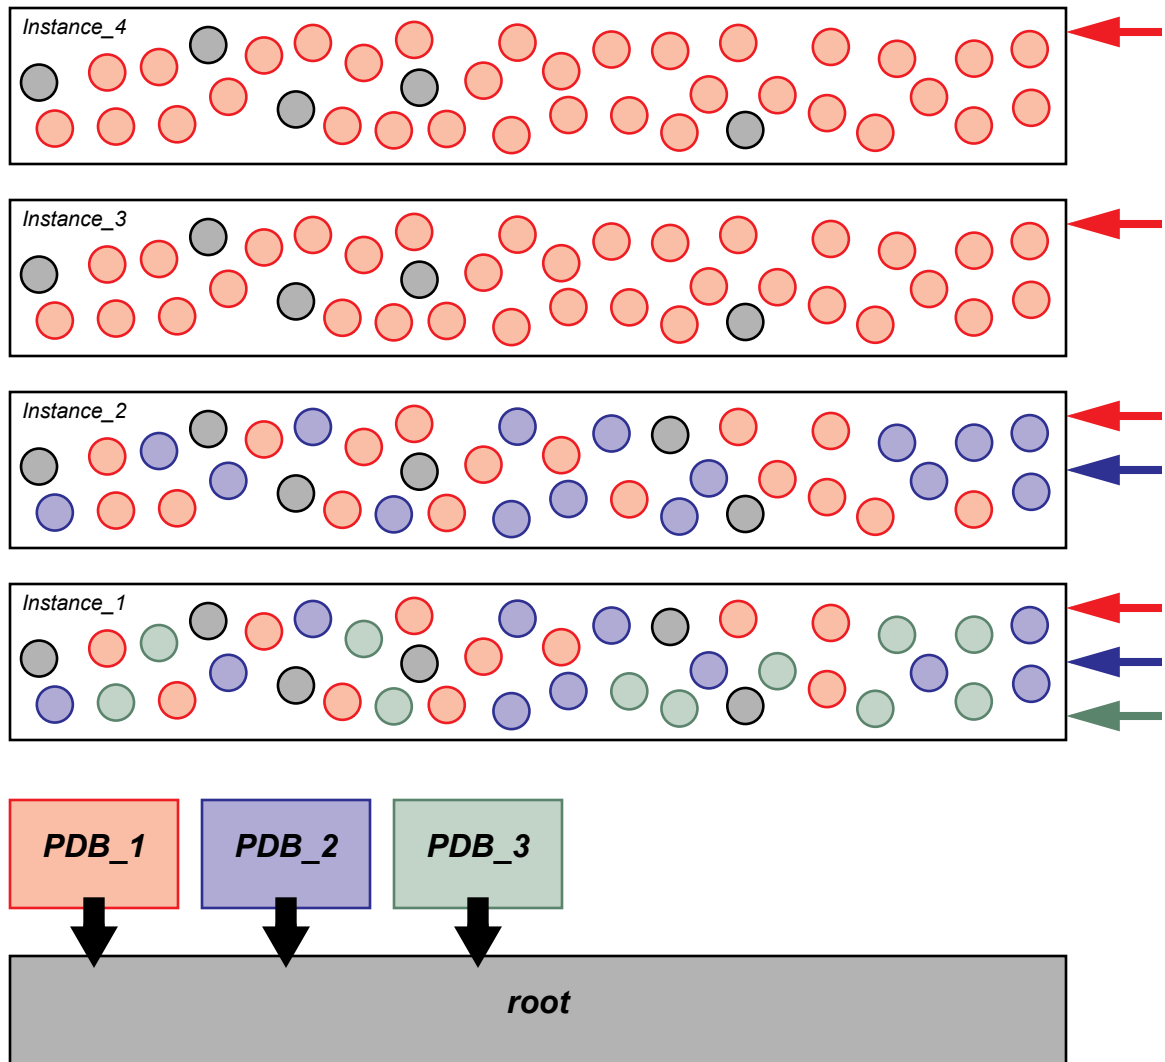 Instance_4
Instance_3
Instance_2
Instance_1
PDB_1 PDB_2 PDB_3
root